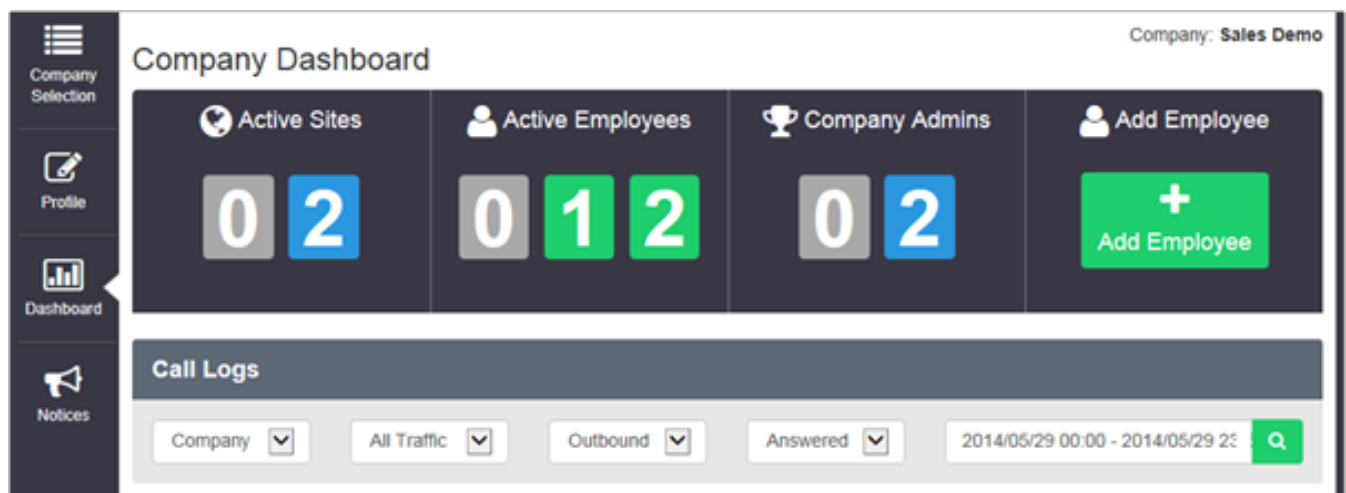 Company: Sales Demo
Company Selection
Company Dashboard
Active Sites
Active Employees
Company Admins
Add Employee
Profile
0 2
0 1 2
0 2
Add Employee
Dashboard
Call Logs
Notices
Company
All Traffic
Outbound
Answered
2014/05/29 00:00 - 2014/05/29 23